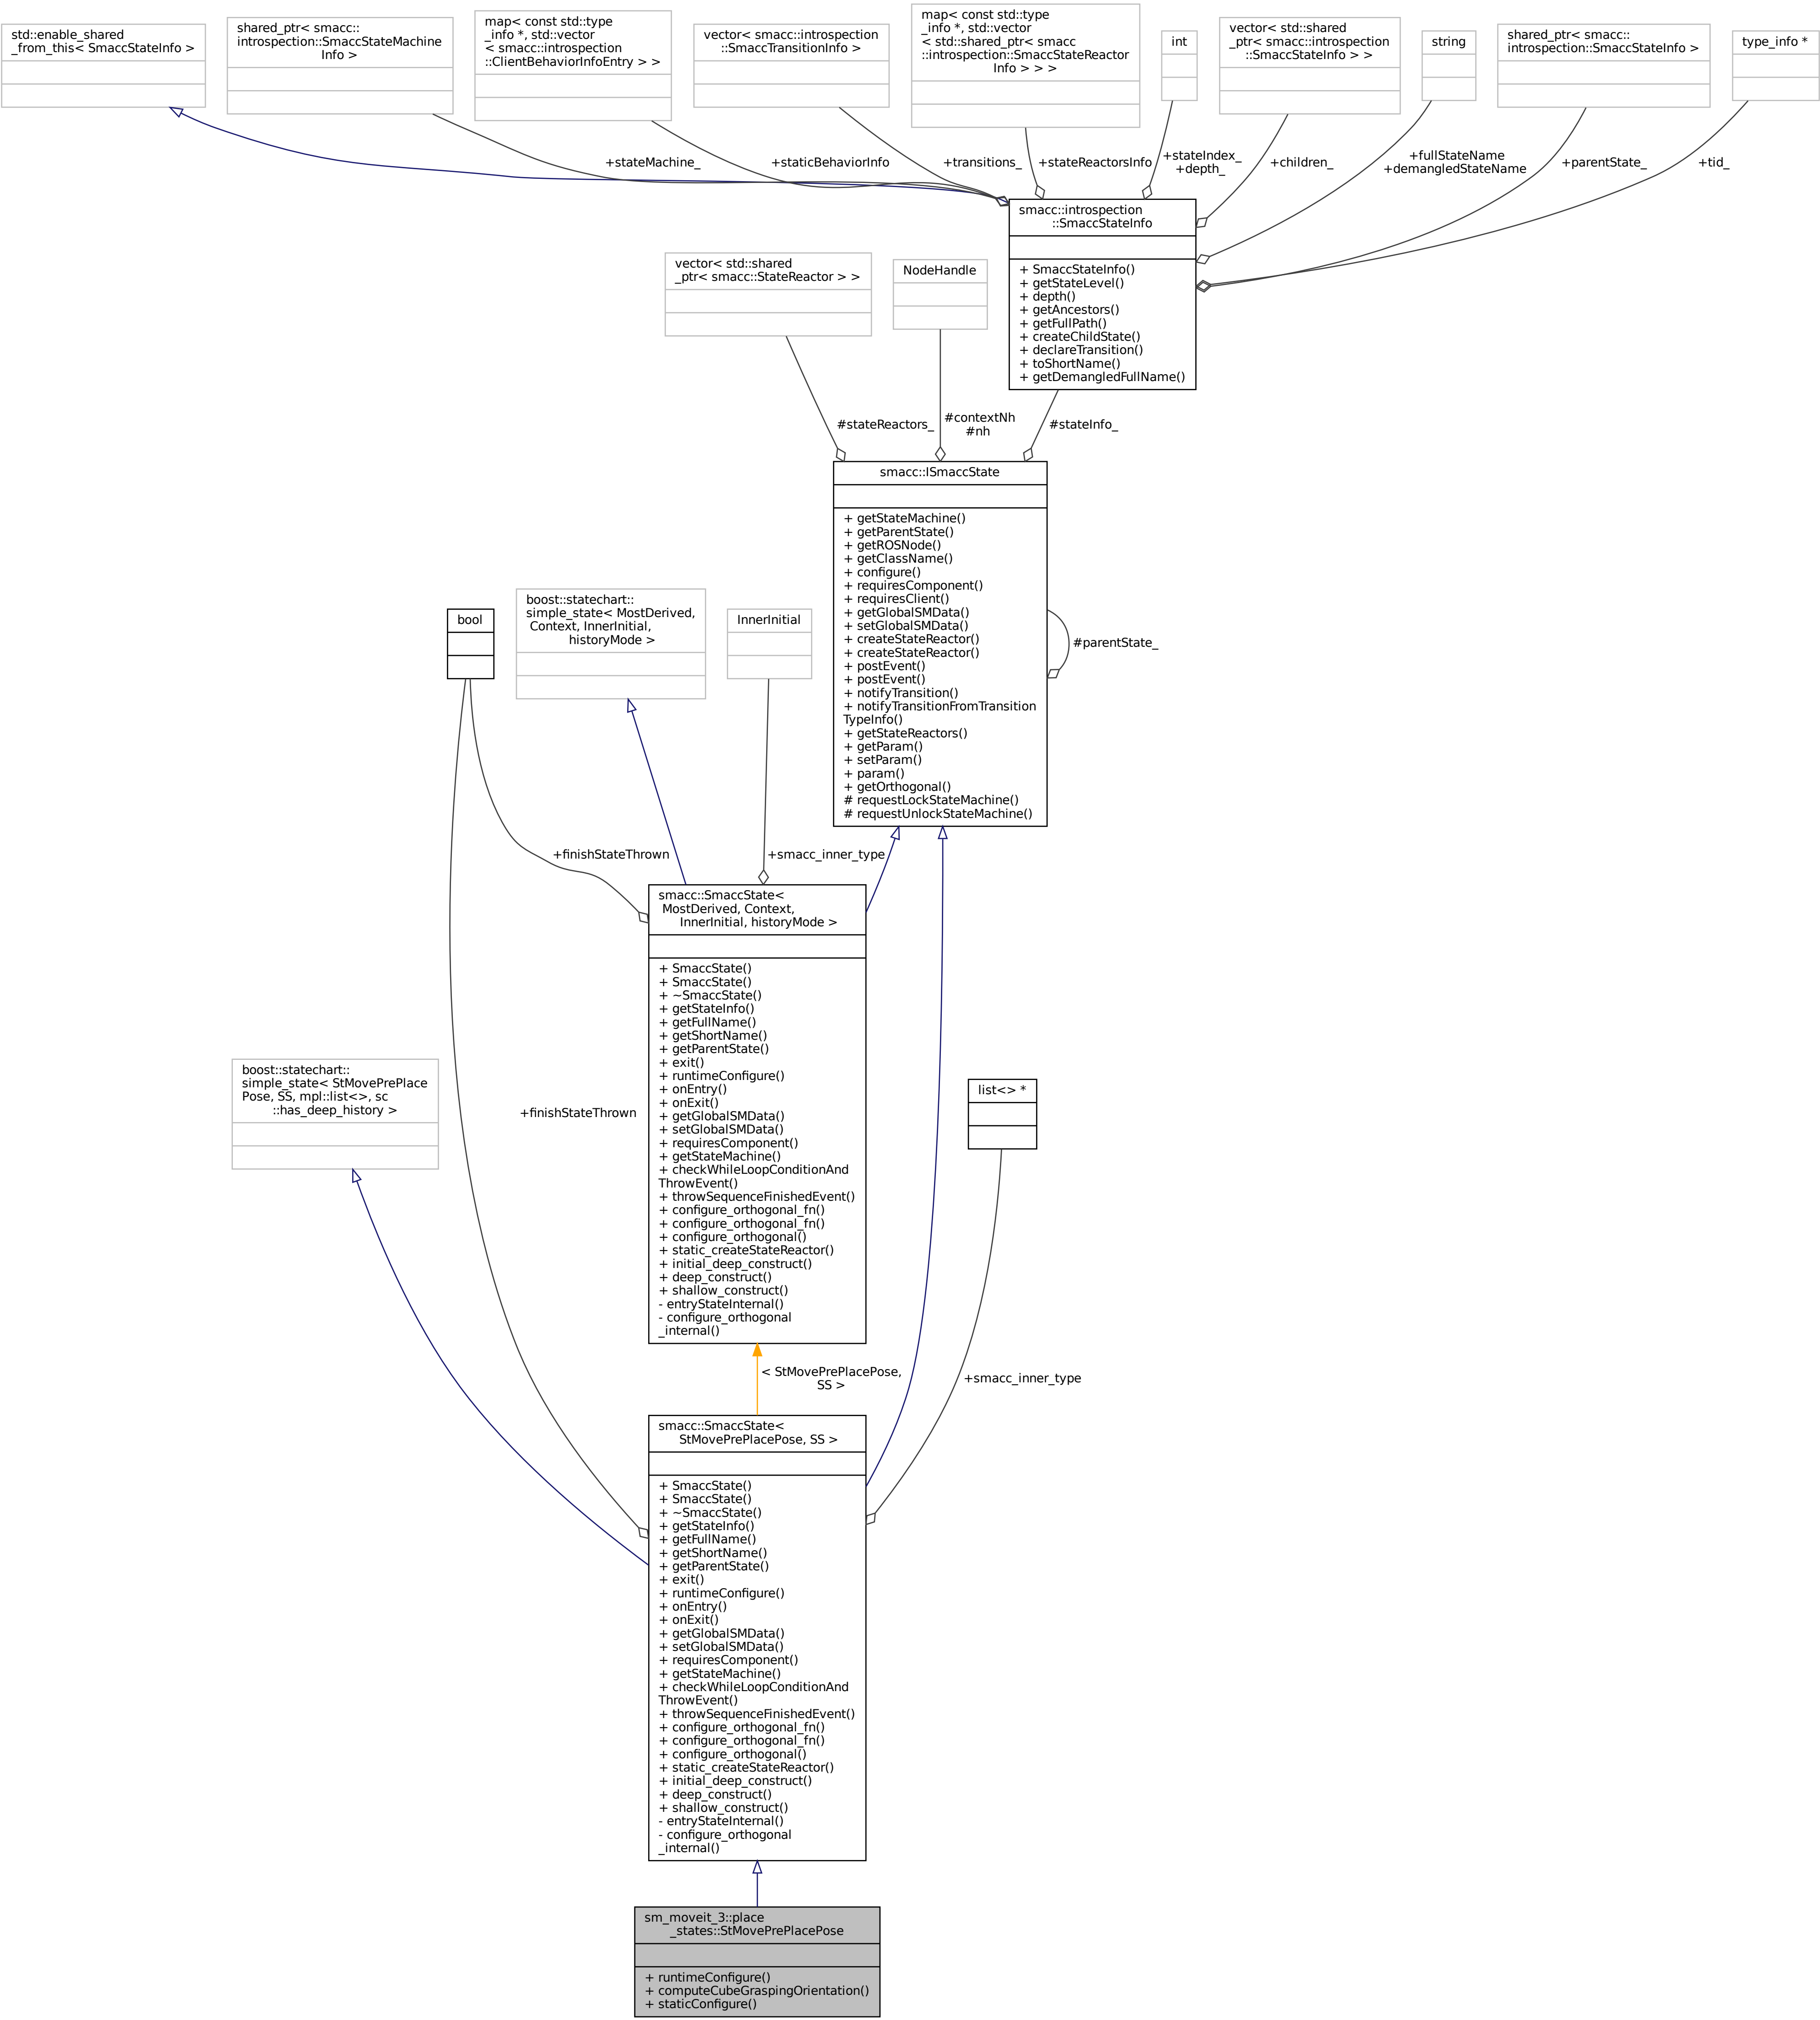 std::enable_shared
_from_this< SmaccStateInfo >
shared_ptr< smacc::
introspection::SmaccStateMachine
Info >
map< const std::type
_info *, std::vector
< smacc::introspection
::ClientBehaviorInfoEntry > >
vector< smacc::introspection
::SmaccTransitionInfo >
map< const std::type
_info *, std::vector
< std::shared_ptr< smacc
::introspection::SmaccStateReactor
Info > > >
int
vector< std::shared
_ptr< smacc::introspection
::SmaccStateInfo > >
string
shared_ptr< smacc::
introspection::SmaccStateInfo >
type_info *
+stateMachine_
+staticBehaviorInfo
+transitions_
+stateReactorsInfo
+stateIndex_
+depth_
+children_
+fullStateName
+demangledStateName
+parentState_
+tid_
smacc::introspection
::SmaccStateInfo
+ SmaccStateInfo()
+ getStateLevel()
+ depth()
+ getAncestors()
+ getFullPath()
+ createChildState()
+ declareTransition()
+ toShortName()
+ getDemangledFullName()
vector< std::shared
_ptr< smacc::StateReactor > >
NodeHandle
#stateReactors_
#contextNh
#nh
#stateInfo_
smacc::ISmaccState
+ getStateMachine()
+ getParentState()
+ getROSNode()
+ getClassName()
+ configure()
+ requiresComponent()
+ requiresClient()
+ getGlobalSMData()
+ setGlobalSMData()
+ createStateReactor()
+ createStateReactor()
+ postEvent()
+ postEvent()
+ notifyTransition()
+ notifyTransitionFromTransition
TypeInfo()
+ getStateReactors()
+ getParam()
+ setParam()
+ param()
+ getOrthogonal()
# requestLockStateMachine()
# requestUnlockStateMachine()
#parentState_
bool
boost::statechart::
simple_state< MostDerived,
Context, InnerInitial,
historyMode >
InnerInitial
+finishStateThrown
+smacc_inner_type
smacc::SmaccState<
MostDerived, Context,
InnerInitial, historyMode >
+ SmaccState()
+ SmaccState()
+ ~SmaccState()
+ getStateInfo()
+ getFullName()
+ getShortName()
+ getParentState()
+ exit()
+ runtimeConfigure()
+ onEntry()
+ onExit()
+ getGlobalSMData()
+ setGlobalSMData()
+ requiresComponent()
+ getStateMachine()
+ checkWhileLoopConditionAnd
ThrowEvent()
+ throwSequenceFinishedEvent()
+ configure_orthogonal_fn()
+ configure_orthogonal_fn()
+ configure_orthogonal()
+ static_createStateReactor()
+ initial_deep_construct()
+ deep_construct()
+ shallow_construct()
- entryStateInternal()
- configure_orthogonal
_internal()
boost::statechart::
simple_state< StMovePrePlace
Pose, SS, mpl::list<>, sc
::has_deep_history >
+finishStateThrown
list<> *
< StMovePrePlacePose,
SS >
+smacc_inner_type
smacc::SmaccState<
StMovePrePlacePose, SS >
+ SmaccState()
+ SmaccState()
+ ~SmaccState()
+ getStateInfo()
+ getFullName()
+ getShortName()
+ getParentState()
+ exit()
+ runtimeConfigure()
+ onEntry()
+ onExit()
+ getGlobalSMData()
+ setGlobalSMData()
+ requiresComponent()
+ getStateMachine()
+ checkWhileLoopConditionAnd
ThrowEvent()
+ throwSequenceFinishedEvent()
+ configure_orthogonal_fn()
+ configure_orthogonal_fn()
+ configure_orthogonal()
+ static_createStateReactor()
+ initial_deep_construct()
+ deep_construct()
+ shallow_construct()
- entryStateInternal()
- configure_orthogonal
_internal()
sm_moveit_3::place
_states::StMovePrePlacePose
+ runtimeConfigure()
+ computeCubeGraspingOrientation()
+ staticConfigure()